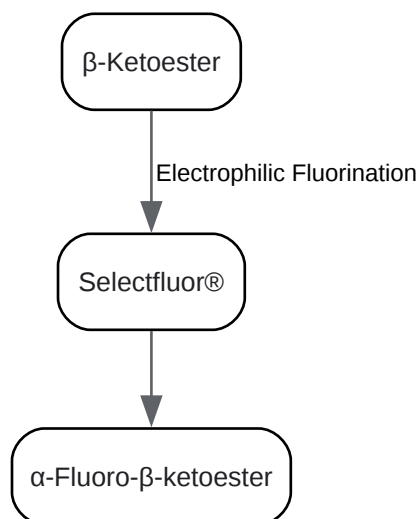 β-Ketoester
Electrophilic Fluorination
Selectfluor®
α-Fluoro-β-ketoester